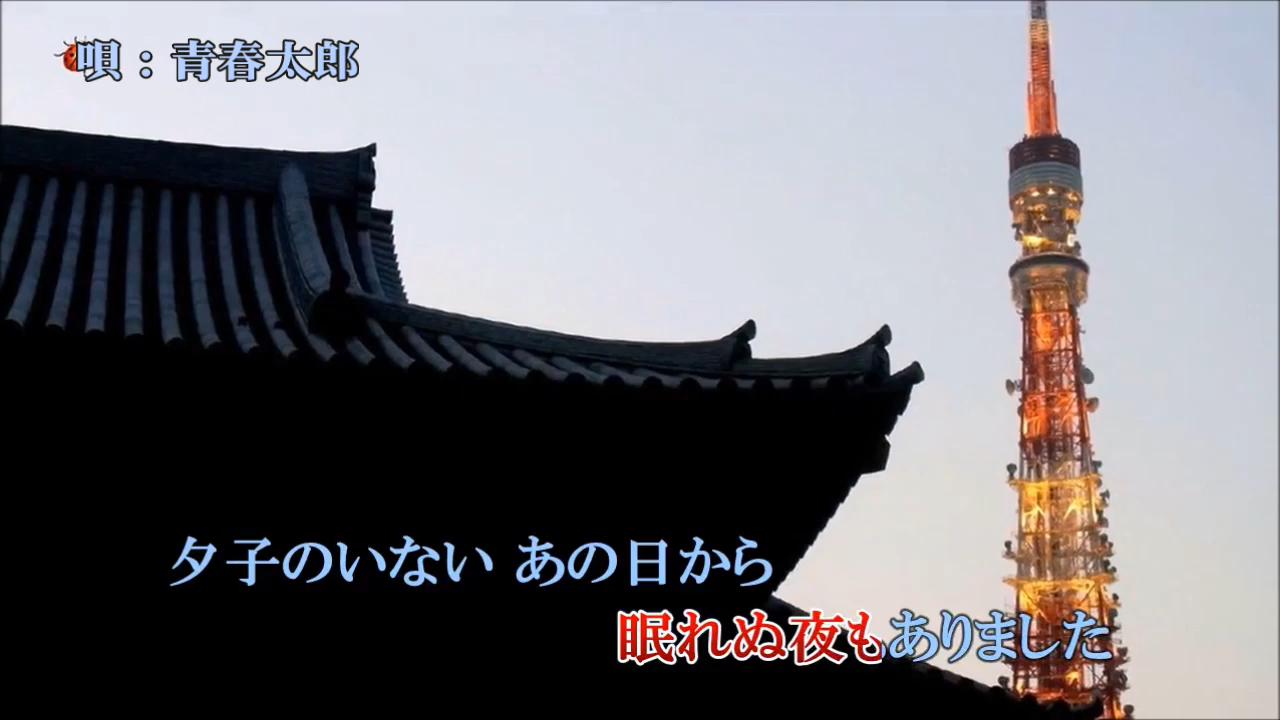 唄：青春太郎
夕子のいない あの日から
眠れぬ夜もありました